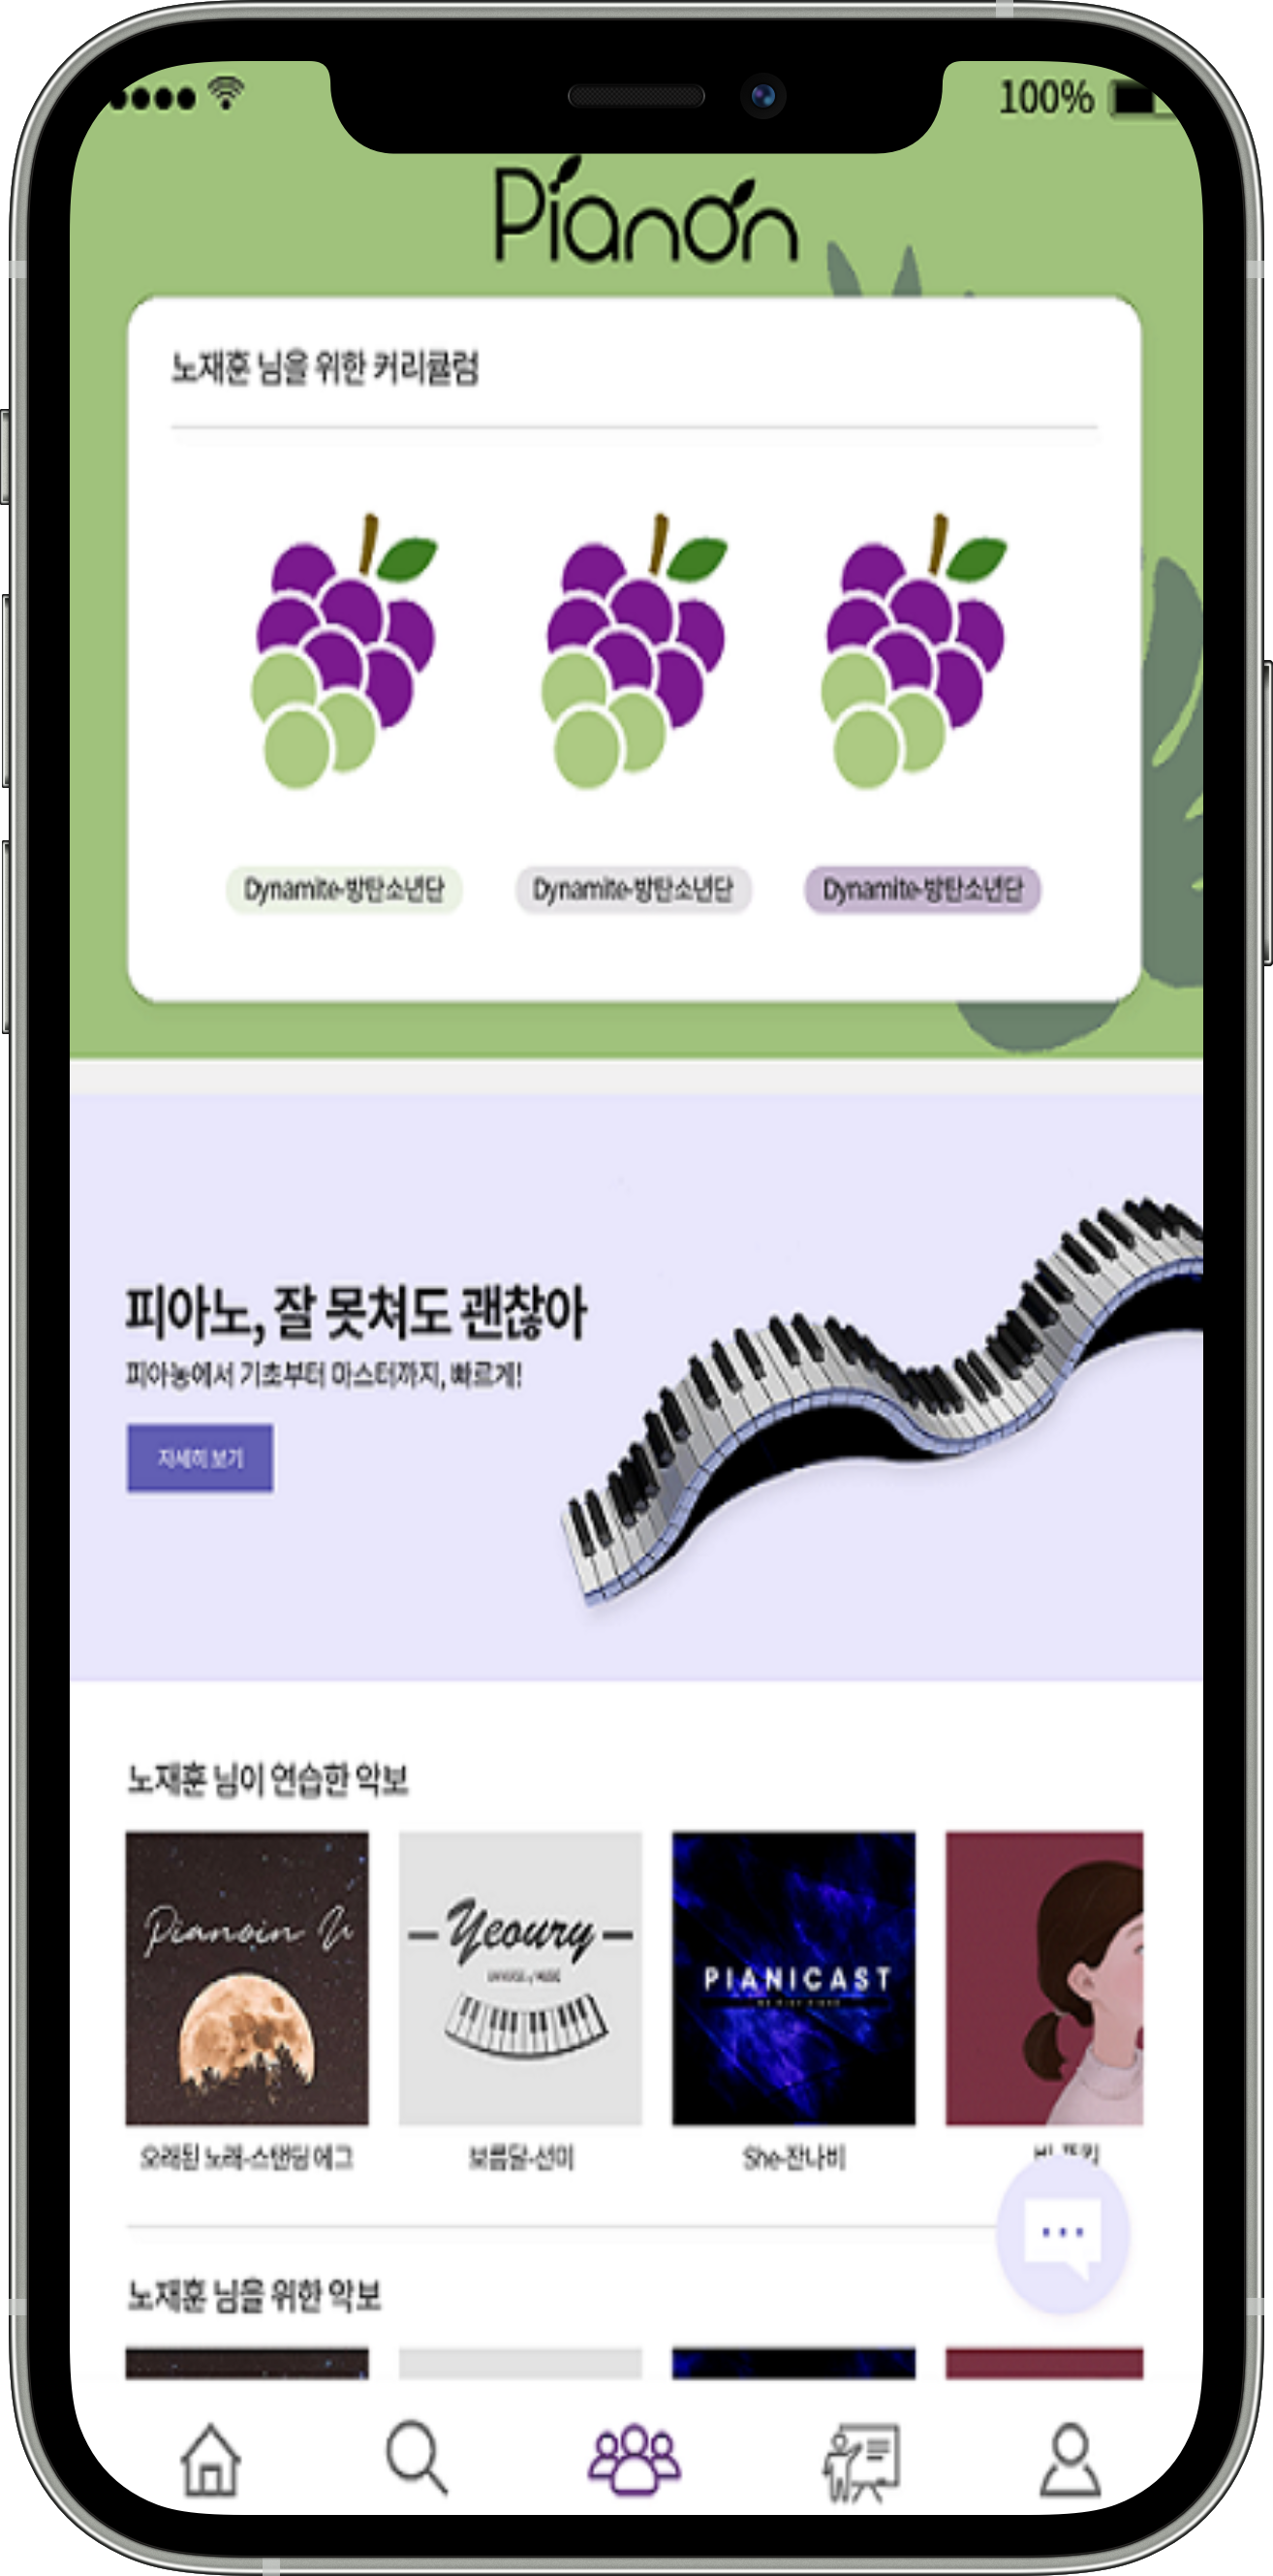 100%
Pianon
노재훈 님을 위한 커리큘럼
Dynamite-방탄소년단
Dynamite-방탄소년단
Dynamite-방탄소년단
피아노, 잘 못쳐도 괜찮아
피아농에서 기초부터 마스터까지, 빠르게!
자세히 보기
노재훈 님이 연습한 악보
Pianoin U
Yeoury
PIANICAST
오래된 노래-스탠딩 에그
보름달-선미
She-잔나비
노재훈 님을 위한 악보